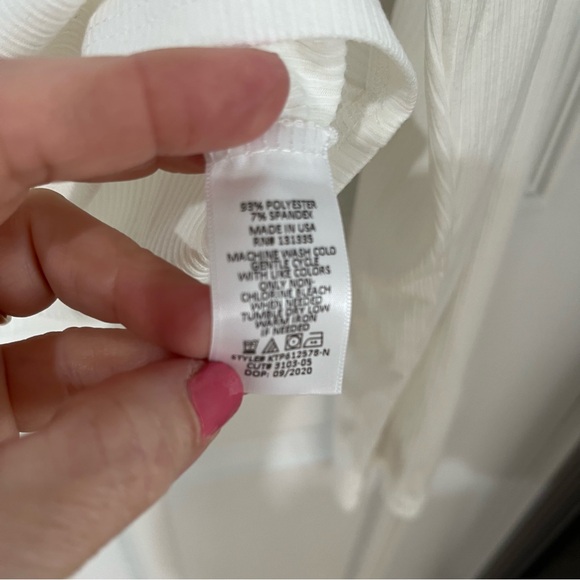 93% POLYESTER
7% SPANDEX
MADE IN USA
RN# 131335
MACHINE WASH COLD
GENTLE CYCLE
WITH LIKE COLORS
ONLY NON-
CHLORINE BLEACH
WHEN NEEDED
TUMBLE DRY LOW
WARM IRON
IF NEEDED
STYLE# KTP612578-N
CUT# 3103-05
OOP: 09/2020